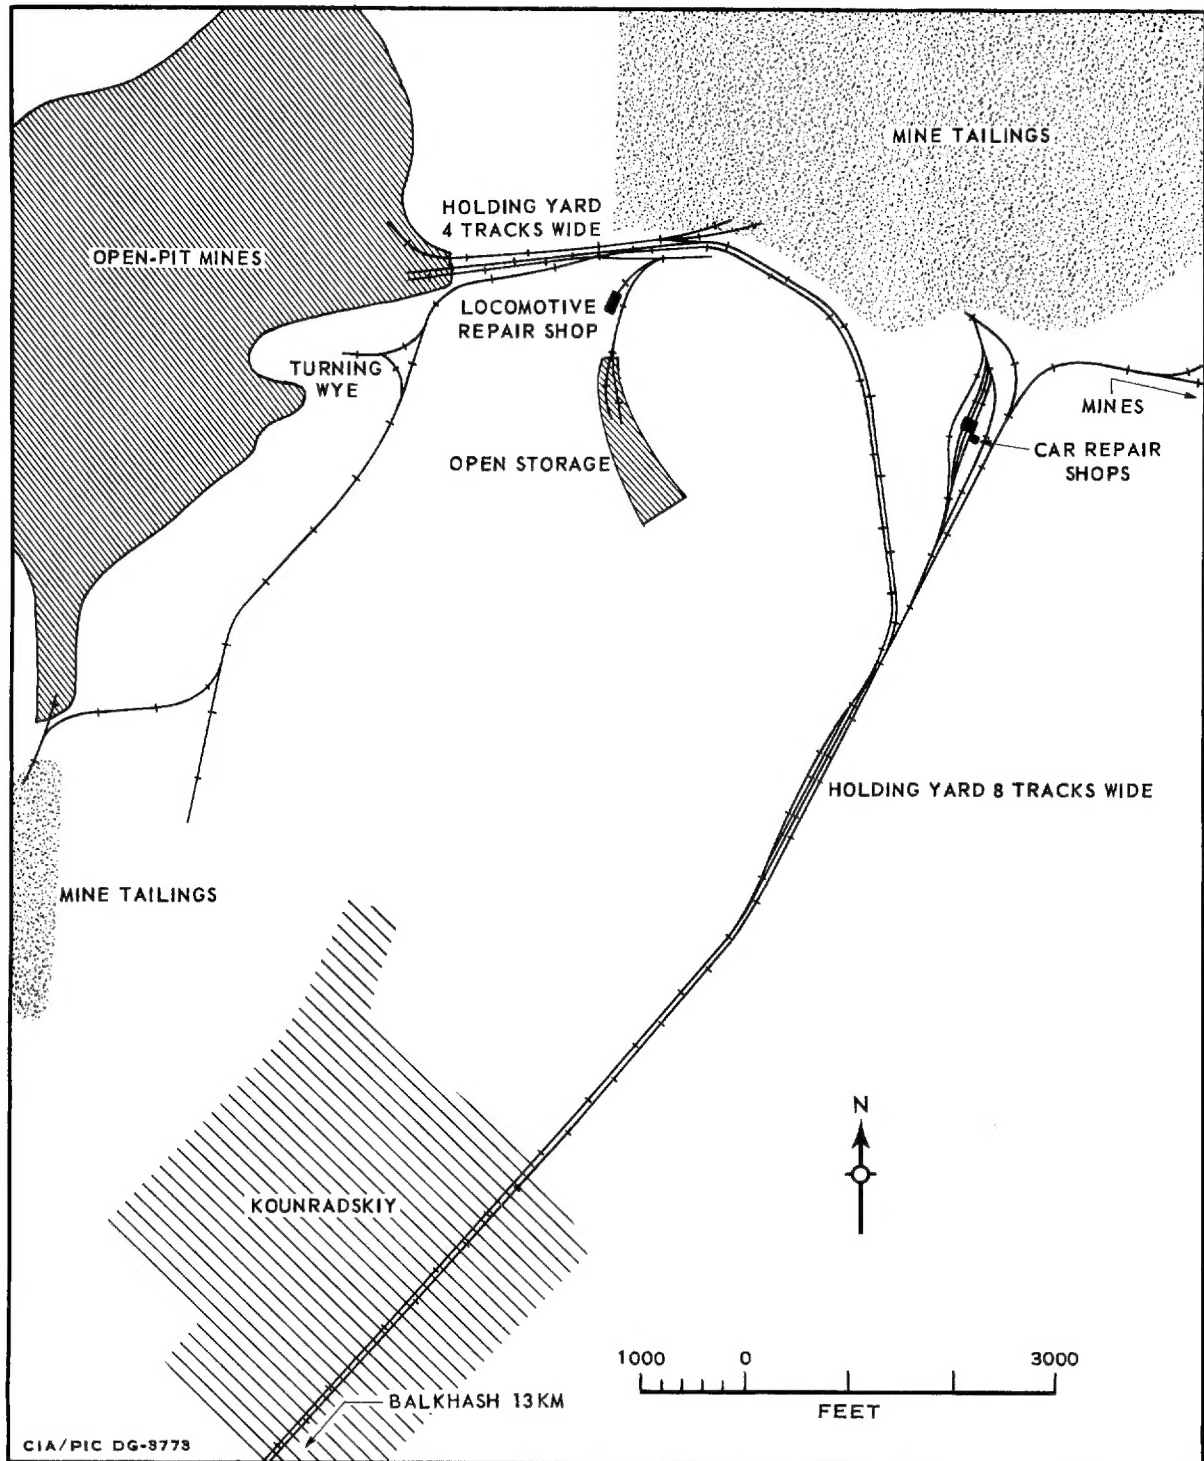 MINE TAILINGS
HOLDING YARD
4 TRACKS WIDE
OPEN-PIT MINES
LOCOMOTIVE
REPAIR SHOP
TURNING
WYE
MINES
OPEN STORAGE
CAR REPAIR
SHOPS
HOLDING YARD 8 TRACKS WIDE
MINE TAILINGS
N
KOUNRADSKIY
1000 0 3000
FEET
BALKHASH 13 KM
CIA/PIC DG-3773